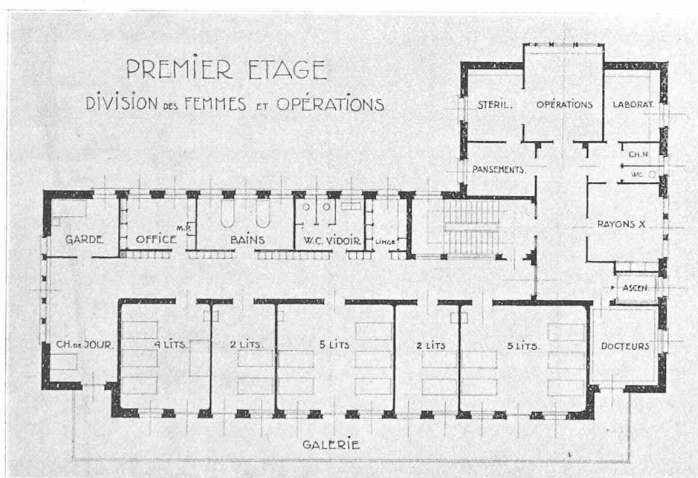 PREMIER ETAGE
DIVISION DES FEMMES ET OPÉRATIONS
STÉRIL.
OPÉRATIONS
LABORAT.
PANSEMENTS.
CH.N.
W.C.
RAYONS X
GARDE
OFFICE
M.P.
BAINS
W.C. VIDOIR
LINGE
ASCEN.
CH. DE JOUR.
4 LITS.
2 LITS.
5 LITS
2 LITS
5 LITS.
DOCTEURS
GALERIE